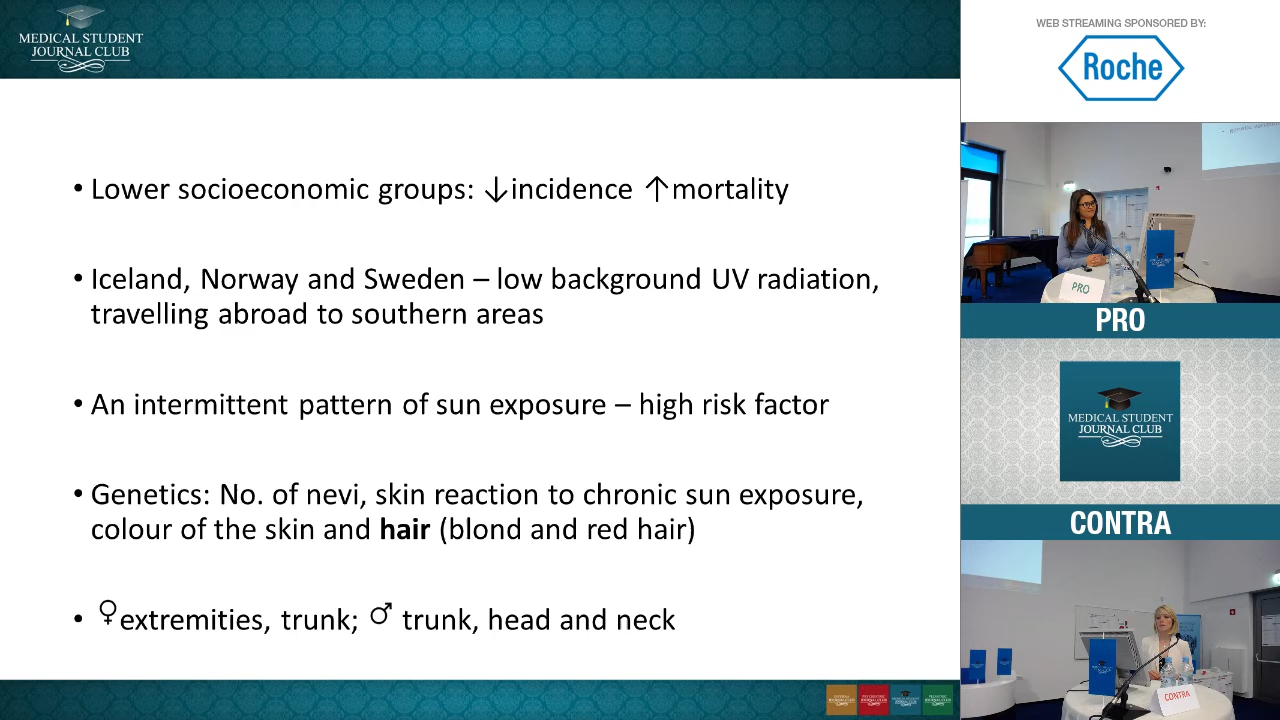 MEDICAL STUDENT
JOURNAL CLUB
• Lower socioeconomic groups: ↓incidence ↑mortality
• Iceland, Norway and Sweden – low background UV radiation,
travelling abroad to southern areas
• An intermittent pattern of sun exposure – high risk factor
• Genetics: No. of nevi, skin reaction to chronic sun exposure,
colour of the skin and hair (blond and red hair)
• ♀extremities, trunk; ♂ trunk, head and neck
WEB STREAMING SPONSORED BY:
Roche
PRO
PRO
MEDICAL STUDENT
JOURNAL CLUB
CONTRA
CONTRA